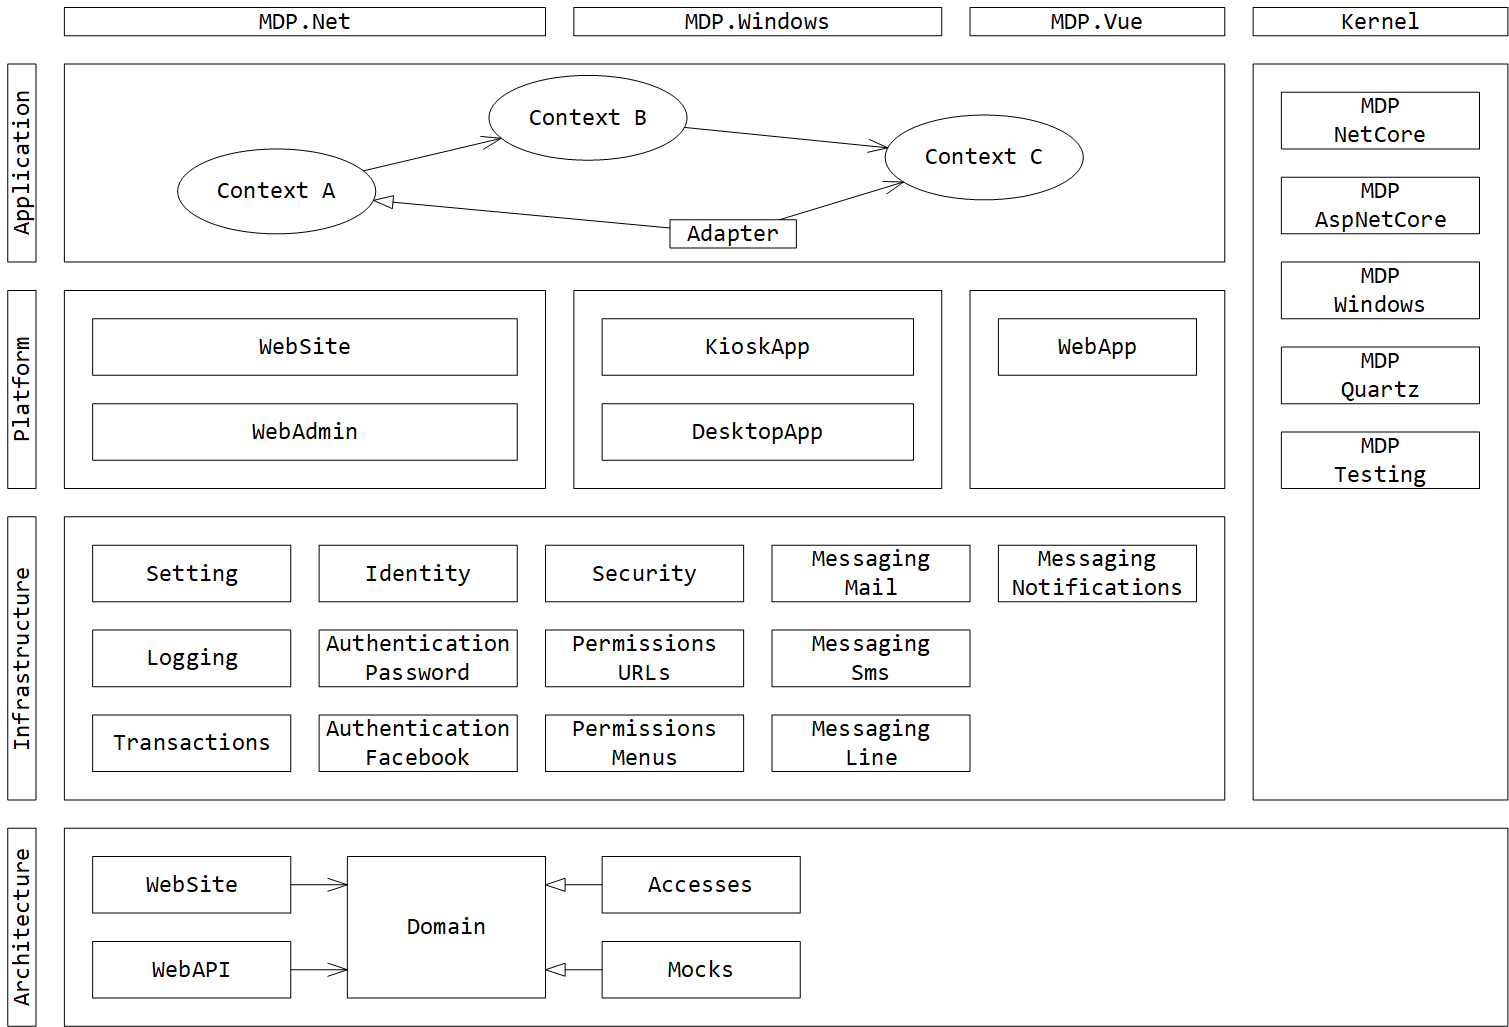 MDP.Net
MDP.Windows
MDP.Vue
Kernel
Application
Context A
Context B
Context C
Adapter
MDP
NetCore
MDP
AspNetCore
MDP
Windows
MDP
Quartz
MDP
Testing
Platform
WebSite
WebAdmin
KioskApp
DesktopApp
WebApp
Infrastructure
Setting
Identity
Security
Messaging
Mail
Messaging
Notifications
Logging
Authentication
Password
Permissions
URLs
Messaging
Sms
Transactions
Authentication
Facebook
Permissions
Menus
Messaging
Line
Architecture
WebSite
WebAPI
Domain
Accesses
Mocks